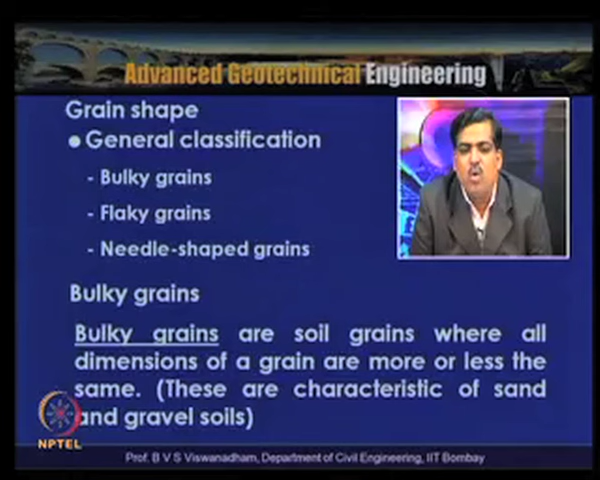 Advanced Geotechnical Engineering
Grain shape
● General classification
- Bulky grains
- Flaky grains
- Needle-shaped grains
Bulky grains
Bulky grains are soil grains where all
dimensions of a grain are more or less the
same. (These are characteristic of sand
and gravel soils)
NPTEL
Prof. B V S Viswanadham, Department of Civil Engineering, IIT Bombay